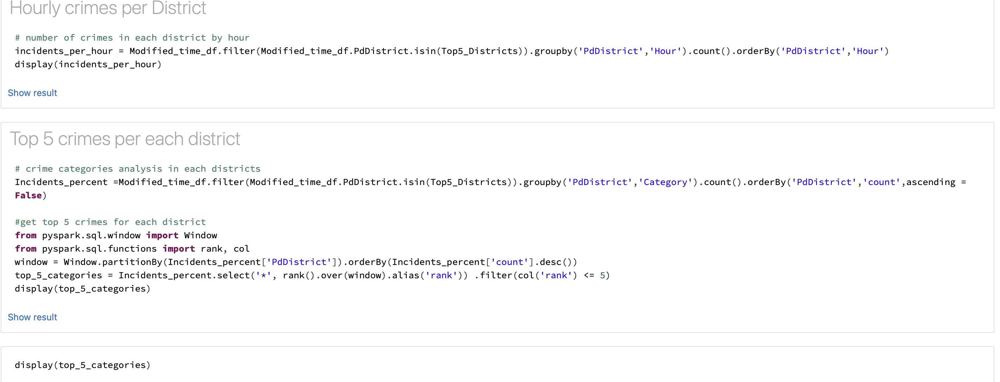 Hourly crimes per District
# number of crimes in each district by hour
incidents_per_hour = Modified_time_df.filter(Modified_time_df.PdDistrict.isin(Top5_Districts)).groupby('PdDistrict','Hour').count().orderBy('PdDistrict','Hour')
display(incidents_per_hour)
Show result
Top 5 crimes per each district
# crime categories analysis in each districts
Incidents_percent =Modified_time_df.filter(Modified_time_df.PdDistrict.isin(Top5_Districts)).groupby('PdDistrict','Category').count().orderBy('PdDistrict','count',ascending =
False)
#get top 5 crimes for each district
from pyspark.sql.window import Window
from pyspark.sql.functions import rank, col
window = Window.partitionBy(Incidents_percent['PdDistrict']).orderBy(Incidents_percent['count'].desc())
top_5_categories = Incidents_percent.select('*', rank().over(window).alias('rank')) .filter(col('rank') <= 5)
display(top_5_categories)
Show result
display(top_5_categories)